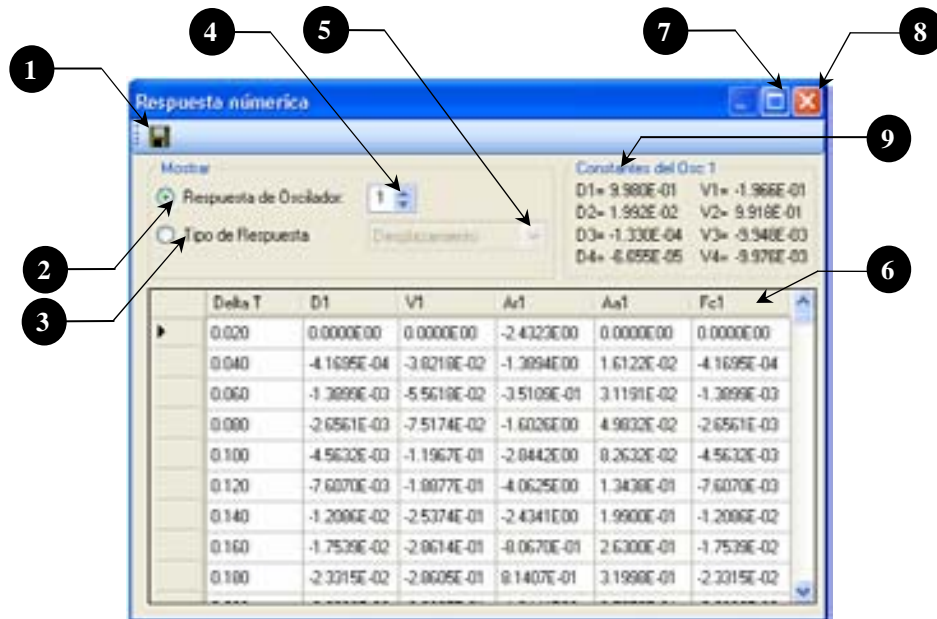 4 5 7 8
1
Respuesta númerica
9
Mostrar
Constantes del Osc 1
Respuesta de Oscilador: 1
D1= 9.980E-01 V1= -1.966E-01
D2= 1.992E-02 V2= 9.918E-01
Tipo de Respuesta Desplazamiento
D3= -1.330E-04 V3= -9.948E-03
D4= -6.655E-05 V4= -9.976E-03
2
3
6
Delta T D1 V1 Ar1 Aa1 Fc1
0.020 0.0000E00 0.0000E00 -2.4323E00 0.0000E00 0.0000E00
0.040 -4.1695E-04 -3.8218E-02 -1.3894E00 1.6122E-02 -4.1695E-04
0.060 -1.3899E-03 -5.5618E-02 -3.5109E-01 3.1191E-02 -1.3899E-03
0.080 -2.6561E-03 -7.5174E-02 -1.6026E00 4.9832E-02 -2.6561E-03
0.100 -4.5632E-03 -1.1967E-01 -2.8442E00 8.2632E-02 -4.5632E-03
0.120 -7.6070E-03 -1.8877E-01 -4.0625E00 1.3438E-01 -7.6070E-03
0.140 -1.2086E-02 -2.5374E-01 -2.4341E00 1.9900E-01 -1.2086E-02
0.160 -1.7539E-02 -2.8614E-01 -8.0670E-01 2.6300E-01 -1.7539E-02
0.180 -2.3315E-02 -2.8605E-01 8.1407E-01 3.1998E-01 -2.3315E-02